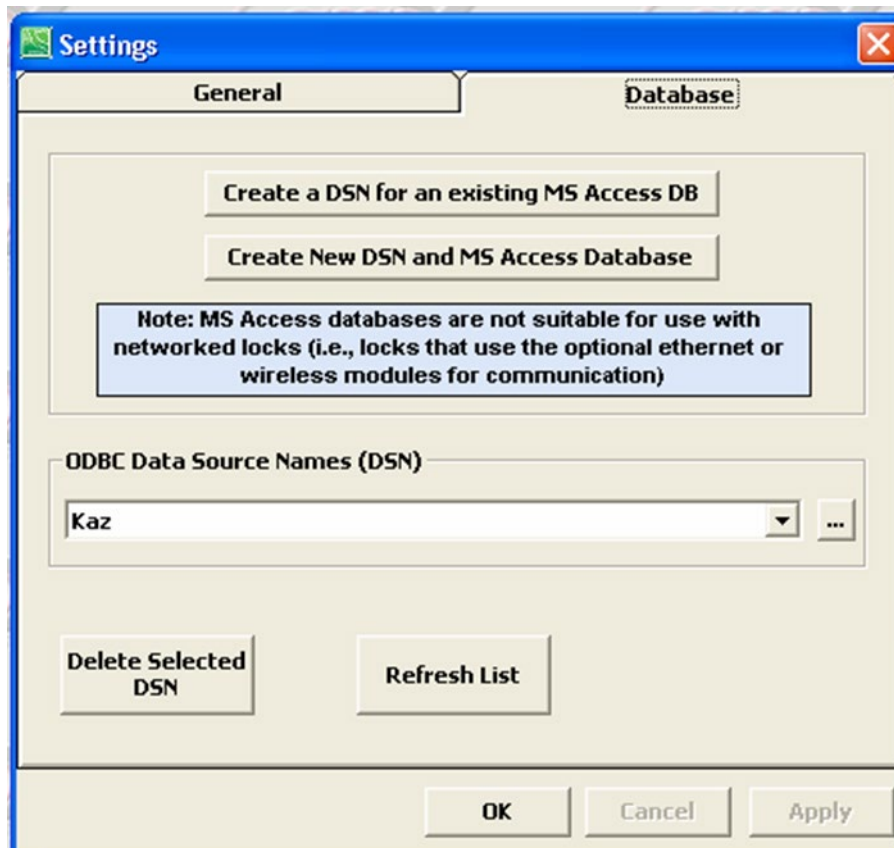 Settings
General
Database
Create a DSN for an existing MS Access DB
Create New DSN and MS Access Database
Note: MS Access databases are not suitable for use with
networked locks (i.e., locks that use the optional ethernet or
wireless modules for communication)
ODBC Data Source Names (DSN)
Kaz
...
Delete Selected
DSN
Refresh List
OK
Cancel
Apply